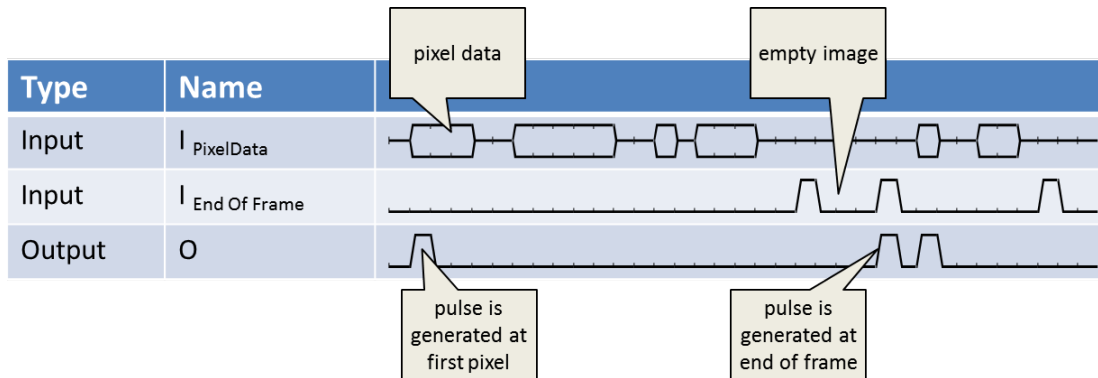 pixel data
empty image
Type Name
Input I PixelData
Input I End Of Frame
Output O
pulse is
generated at
first pixel
pulse is
generated at
end of frame